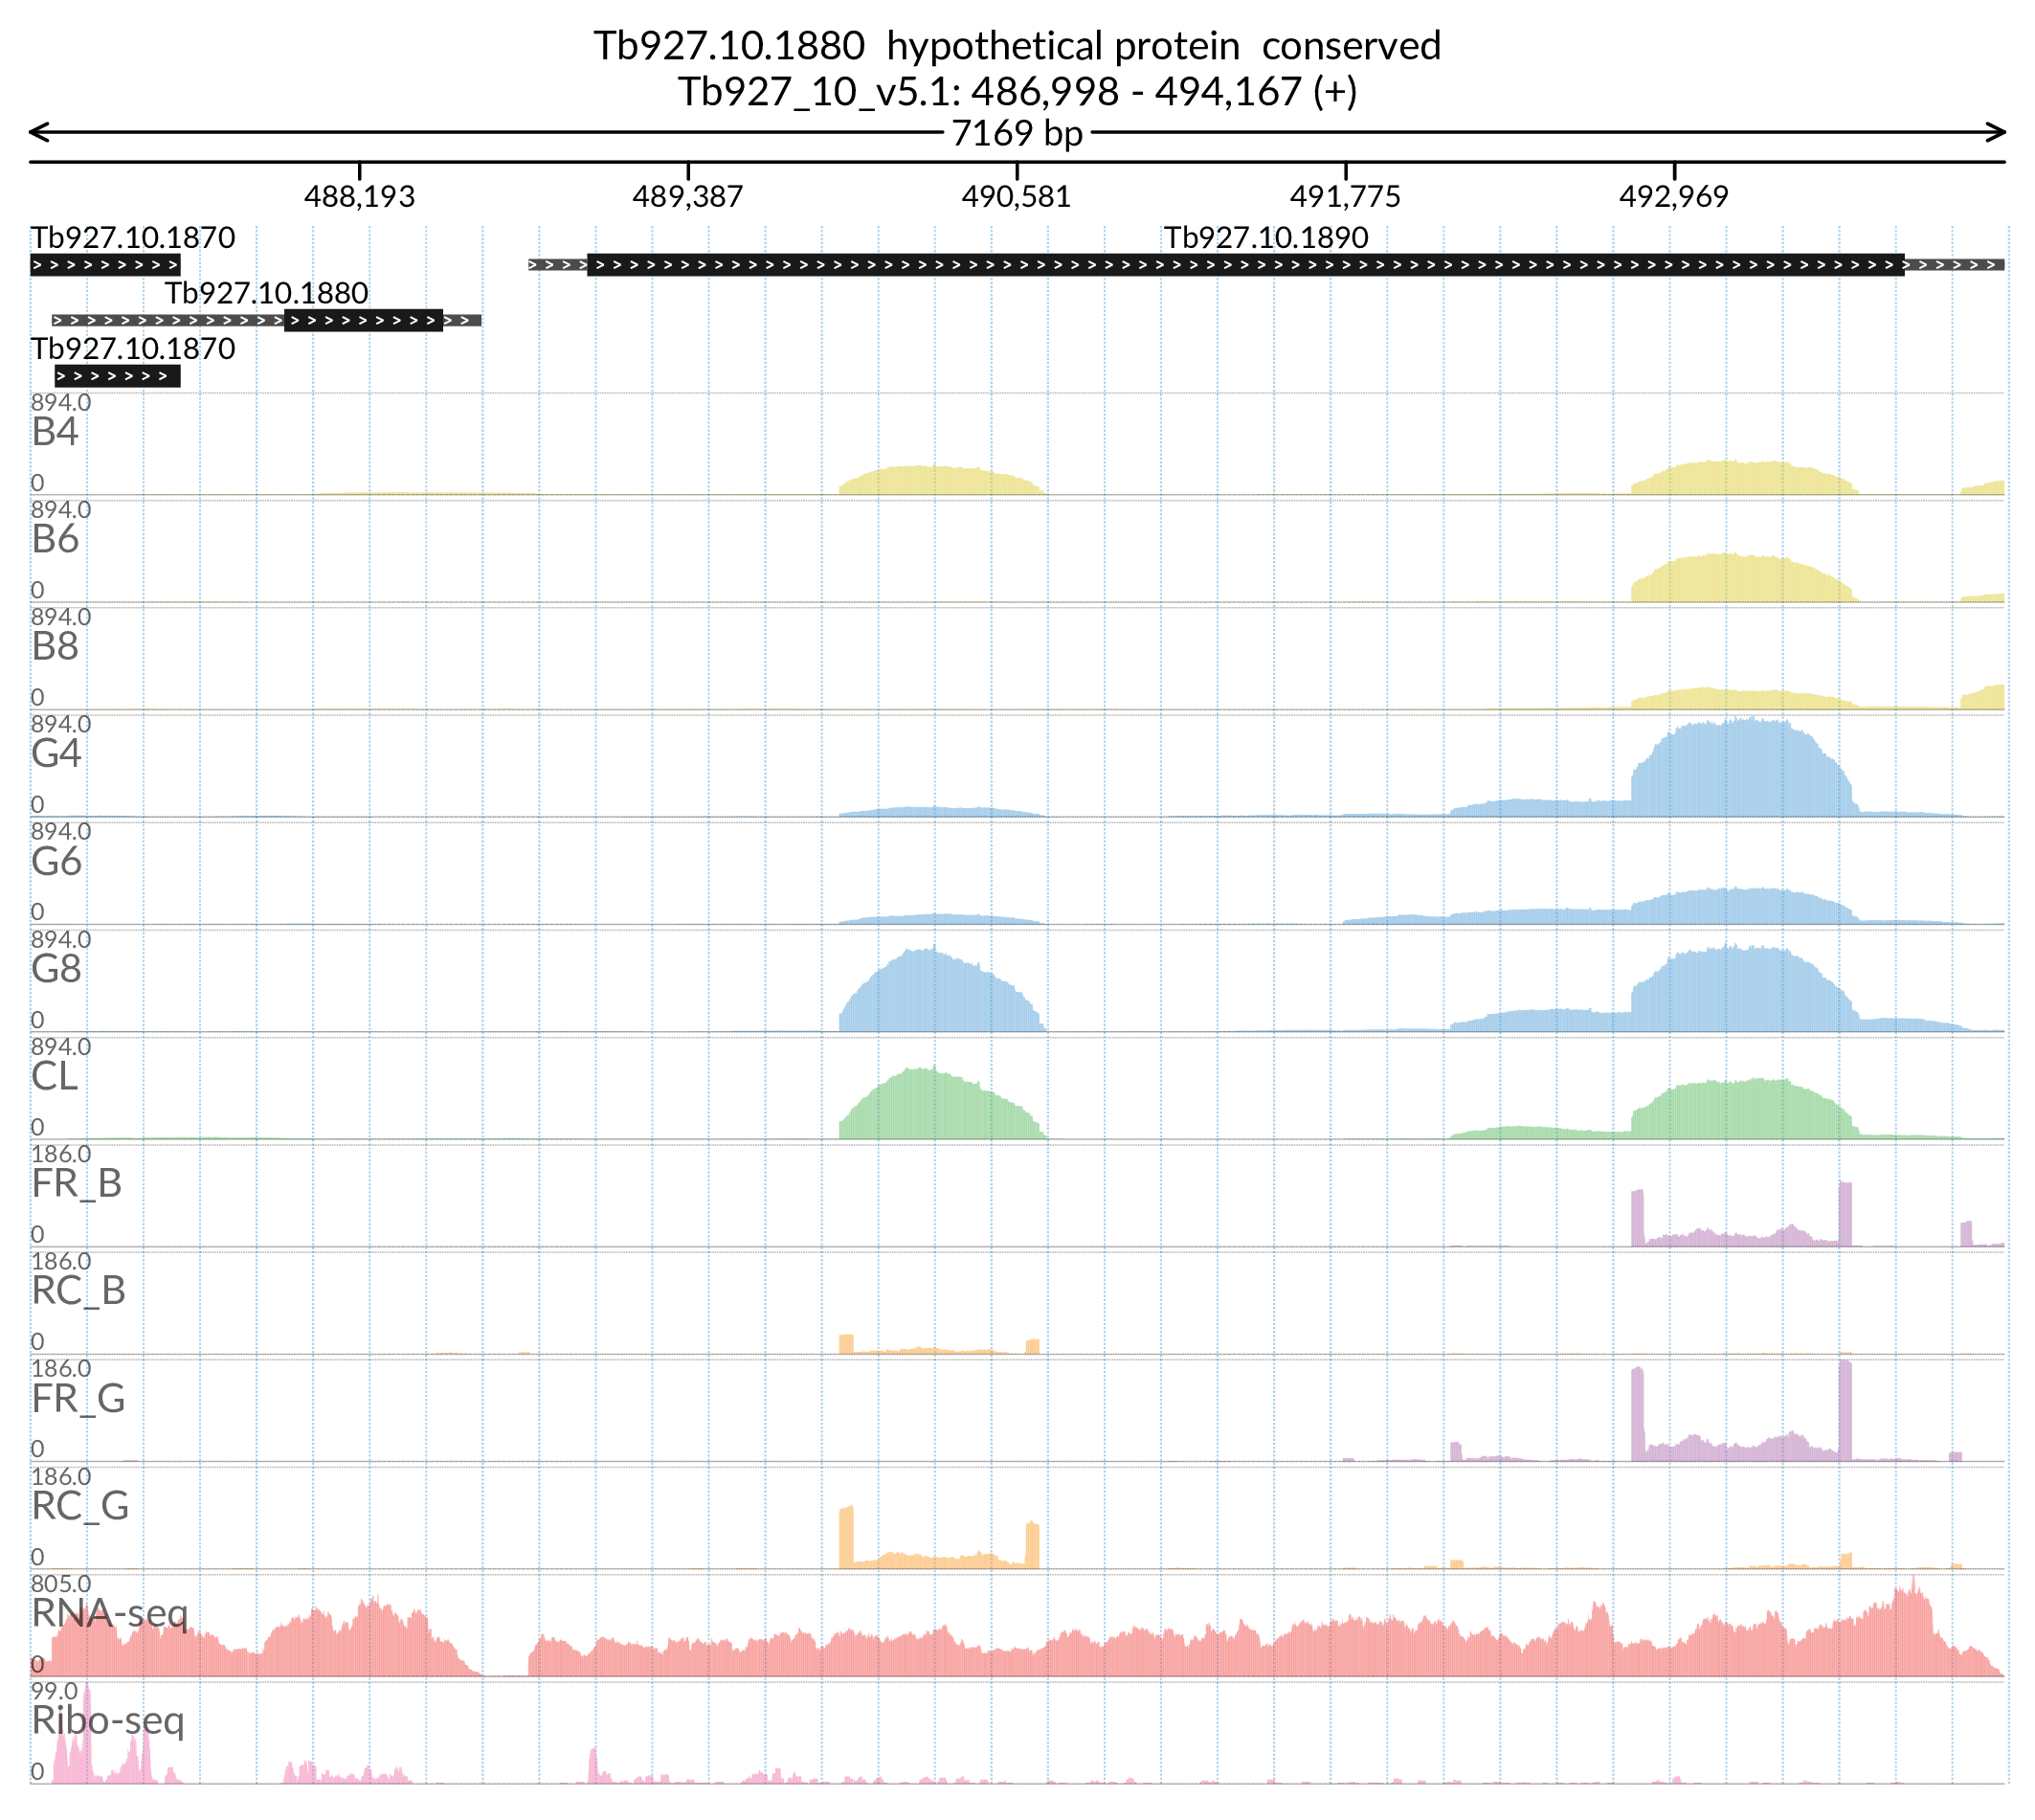 Tb927.10.1880 hypothetical protein conserved
Tb927_10_v5.1: 486,998 - 494,167 (+)
7169 bp
488,193 489,387 490,581 491,775 492,969
Tb927.10.1870 Tb927.10.1890
Tb927.10.1880
Tb927.10.1870
894.0
B4
0
894.0
B6
0
894.0
B8
0
894.0
G4
0
894.0
G6
0
894.0
G8
0
894.0
CL
0
186.0
FR_B
0
186.0
RC_B
0
186.0
FR_G
0
186.0
RC_G
0
805.0
RNA-seq
0
99.0
Ribo-seq
0